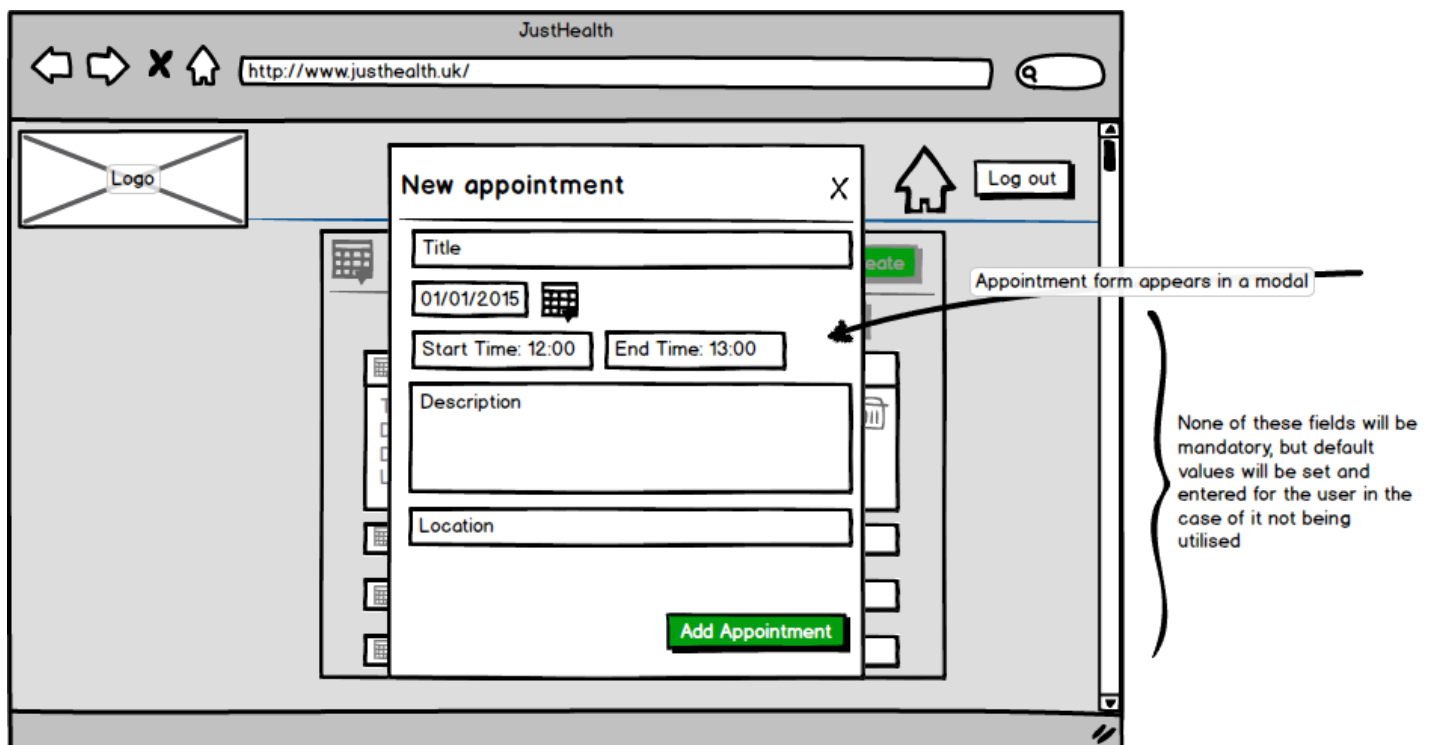 JustHealth
http://www.justhealth.uk/
Logo
New appointment
X
Log out
Title
eate
01/01/2015
Appointment form appears in a modal
Start Time: 12:00
End Time: 13:00
Description
None of these fields will be
mandatory, but default
values will be set and
entered for the user in the
case of it not being
utilised
Location
Add Appointment